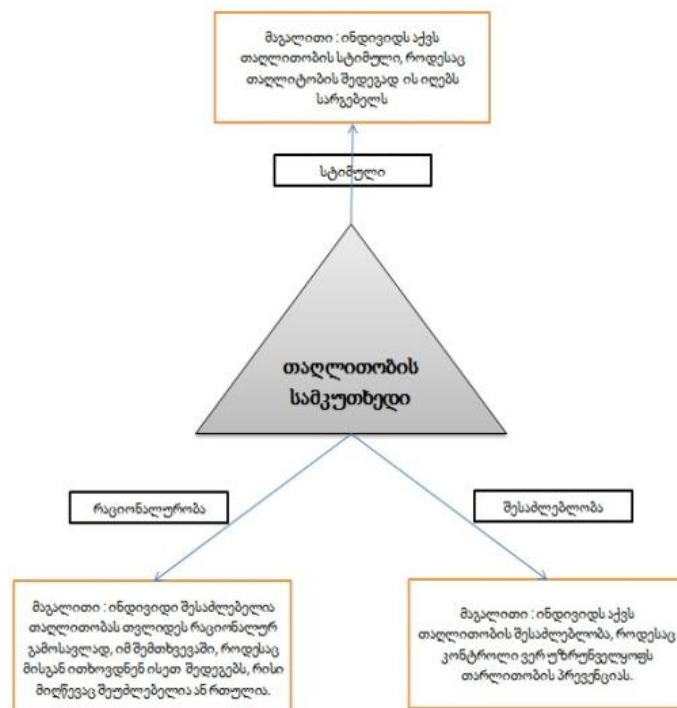 მაგალითი : ინდივიდს აქვს
თაღლითობის სტიმული, როდესაც
თაღლიტობის შედეგად ის იღებს
სარგებელს
სტიმული
თაღლითობის
სამკუთხედი
რაციონალურობა
შესაძლებლობა
მაგალითი : ინდივიდი შესაძლებელია
თაღლითობას თვლიდეს რაციონალურ
გამოსავლად, იმ შემთხვევაში, როდესაც
მისგან ითხოვდნენ ისეთ შედეგებს, რისი
მიღწევაც შეუძლებელია ან რთულია.
მაგალითი : ინდივიდს აქვს
თაღლითობის შესაძლებლობა, როდესაც
კონტროლი ვერ უზრუნველყოფს
თარლითობის პრევენციას.